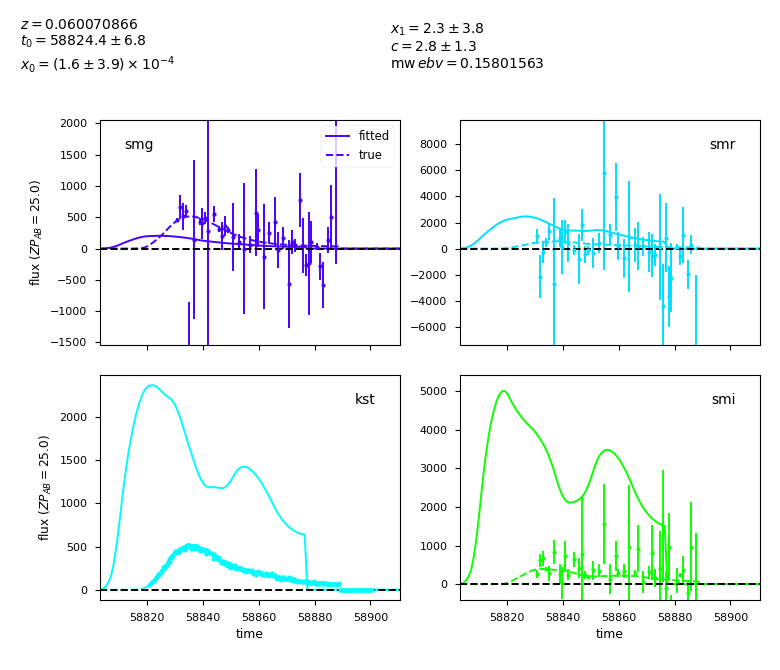 z = 0.060070866
t₀ = 58824.4 ± 6.8
x₀ = (1.6 ± 3.9) × 10⁻⁴
x₁ = 2.3 ± 3.8
c = 2.8 ± 1.3
mw ebv = 0.15801563
smg
fitted
true
2000
1500
1000
500
0
−500
−1000
−1500
flux (ZP_AB = 25.0)
smr
8000
6000
4000
2000
0
−2000
−4000
−6000
kst
2000
1500
1000
500
0
flux (ZP_AB = 25.0)
58820 58840 58860 58880 58900
time
smi
5000
4000
3000
2000
1000
0
58820 58840 58860 58880 58900
time